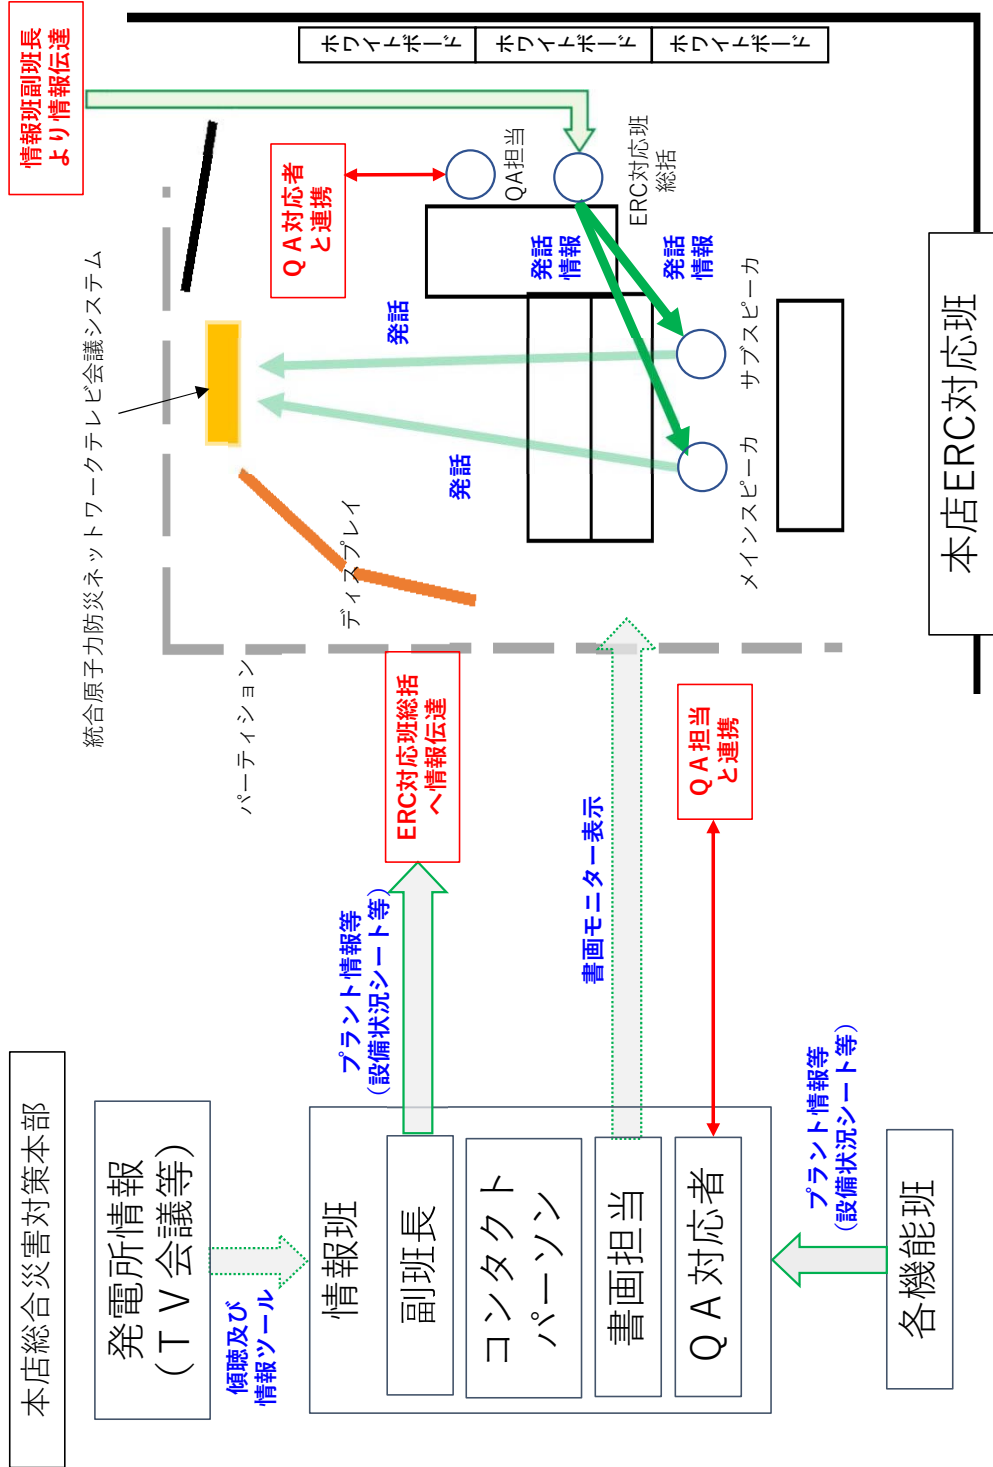 本店総合災害対策本部
発電所情報
(ＴＶ会議等)
傾聴及び
情報ツール
情報班
副班長
コンタクト
パーソン
書画担当
ＱＡ対応者
プラント情報等
(設備状況シート等)
各機能班
プラント情報等
(設備状況シート等)
ERC対応班総括
へ情報伝達
書画モニター表示
ＱＡ担当
と連携
情報班副班長
より情報伝達
統合原子力防災ネットワークテレビ会議システム
パーティション
ディスプレイ
ＱＡ対応者
と連携
QA担当
ERC対応班
総括
発話
発話
発話
情報
発話
情報
メインスピーカ
サブスピーカ
ホワイトボード
ホワイトボード
ホワイトボード
本店ERC対応班